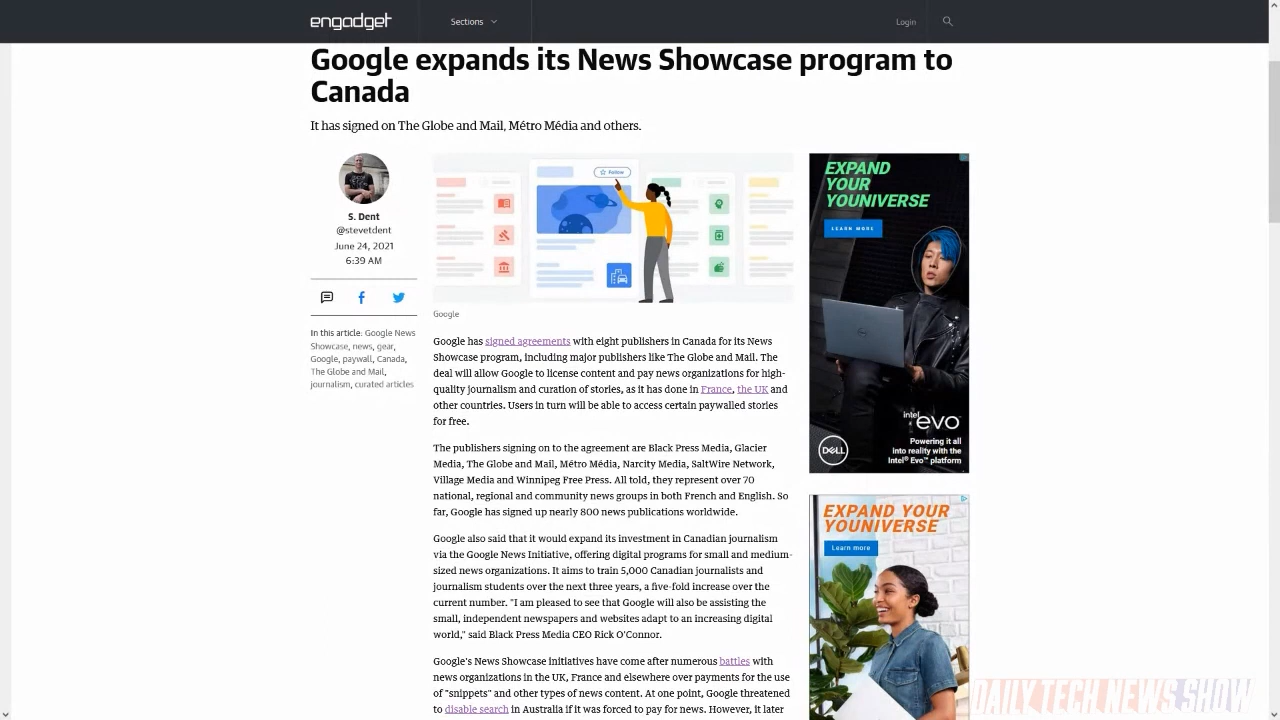 engadget
Sections
Login
Google expands its News Showcase program to
Canada
It has signed on The Globe and Mail, Métro Média and others.
S. Dent
@stevetdent
June 24, 2021
6:39 AM
In this article: Google News
Showcase, news, gear,
Google, paywall, Canada,
The Globe and Mail,
journalism, curated articles
Follow
Google
Google has signed agreements with eight publishers in Canada for its News
Showcase program, including major publishers like The Globe and Mail. The
deal will allow Google to license content and pay news organizations for high-
quality journalism and curation of stories, as it has done in France, the UK and
other countries. Users in turn will be able to access certain paywalled stories
for free.
The publishers signing on to the agreement are Black Press Media, Glacier
Media, The Globe and Mail, Métro Média, Narcity Media, SaltWire Network,
Village Media and Winnipeg Free Press. All told, they represent over 70
national, regional and community news groups in both French and English. So
far, Google has signed up nearly 800 news publications worldwide.
Google also said that it would expand its investment in Canadian journalism
via the Google News Initiative, offering digital programs for small and medium-
sized news organizations. It aims to train 5,000 Canadian journalists and
journalism students over the next three years, a five-fold increase over the
current number. "I am pleased to see that Google will also be assisting the
small, independent newspapers and websites adapt to an increasing digital
world," said Black Press Media CEO Rick O'Connor.
Google's News Showcase initiatives have come after numerous battles with
news organizations in the UK, France and elsewhere over payments for the use
of "snippets" and other types of news content. At one point, Google threatened
to disable search in Australia if it was forced to pay for news. However, it later
EXPAND
YOUR
YOUNIVERSE
LEARN MORE
intel
evo™
DELL
Powering it all
into reality with the
Intel® Evo™ platform
EXPAND YOUR
YOUNIVERSE
Learn more
DAILY TECH NEWS SHOW